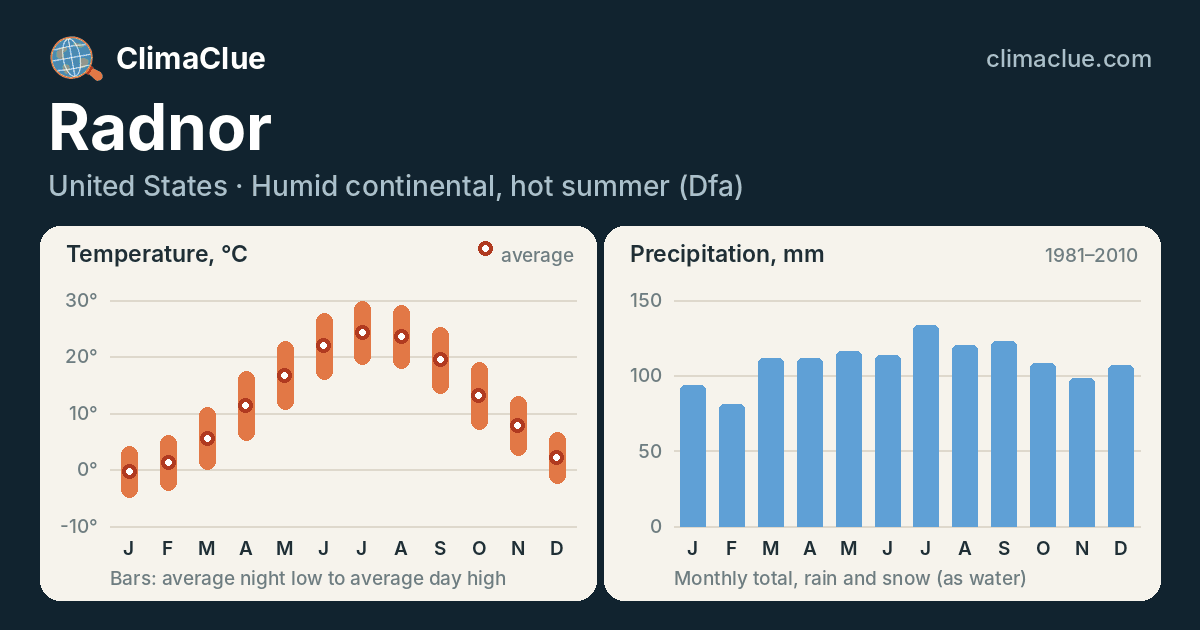 ClimaClue
climaclue.com
Radnor
United States · Humid continental, hot summer (Dfa)
Temperature, °C
average
30°
20°
10°
0°
-10°
J F M A M J J A S O N D
Bars: average night low to average day high
Precipitation, mm
1981–2010
150
100
50
0
J F M A M J J A S O N D
Monthly total, rain and snow (as water)